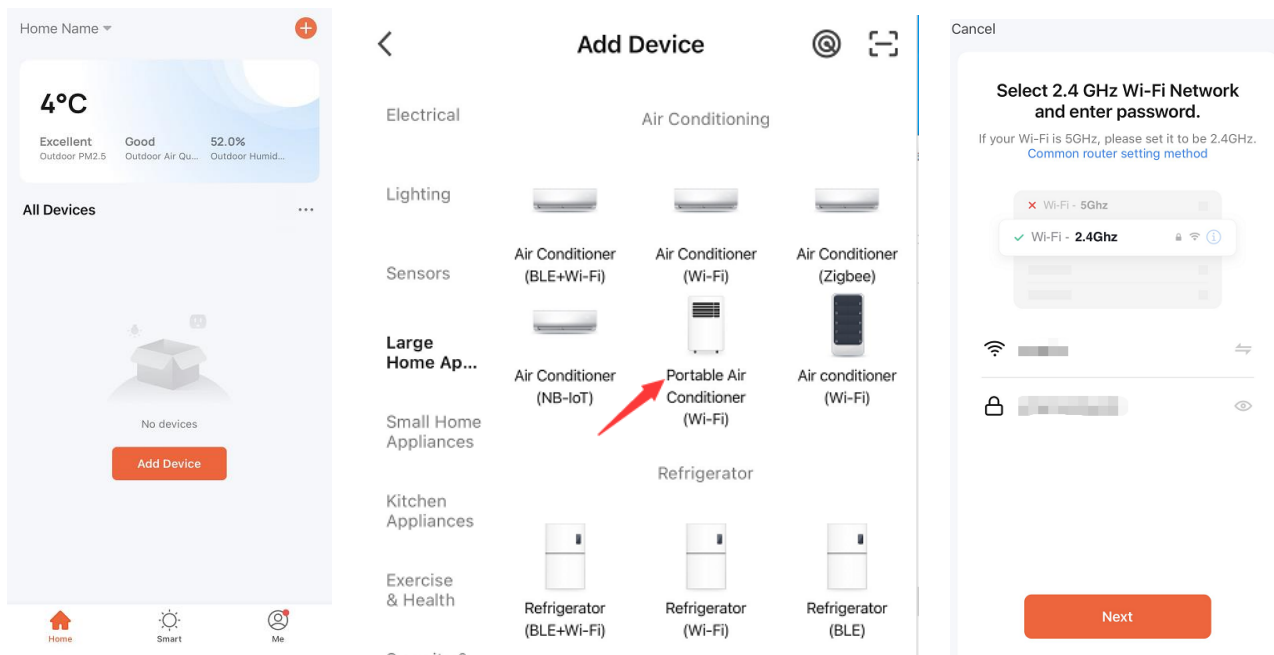 Home Name
4°C
Excellent
Outdoor PM2.5
Good
Outdoor Air Qu...
52.0%
Outdoor Humid...
All Devices
No devices
Add Device
Home
Smart
Me
Add Device
Electrical
Lighting
Sensors
Large
Home Ap...
Small Home
Appliances
Kitchen
Appliances
Exercise
& Health
Air Conditioning
Air Conditioner
(BLE+Wi-Fi)
Air Conditioner
(Wi-Fi)
Air Conditioner
(Zigbee)
Air Conditioner
(NB-IoT)
Portable Air
Conditioner
(Wi-Fi)
Air conditioner
(Wi-Fi)
Refrigerator
Refrigerator
(BLE+Wi-Fi)
Refrigerator
(Wi-Fi)
Refrigerator
(BLE)
Cancel
Select 2.4 GHz Wi-Fi Network
and enter password.
If your Wi-Fi is 5GHz, please set it to be 2.4GHz.
Common router setting method
Wi-Fi - 5Ghz
Wi-Fi - 2.4Ghz
Next